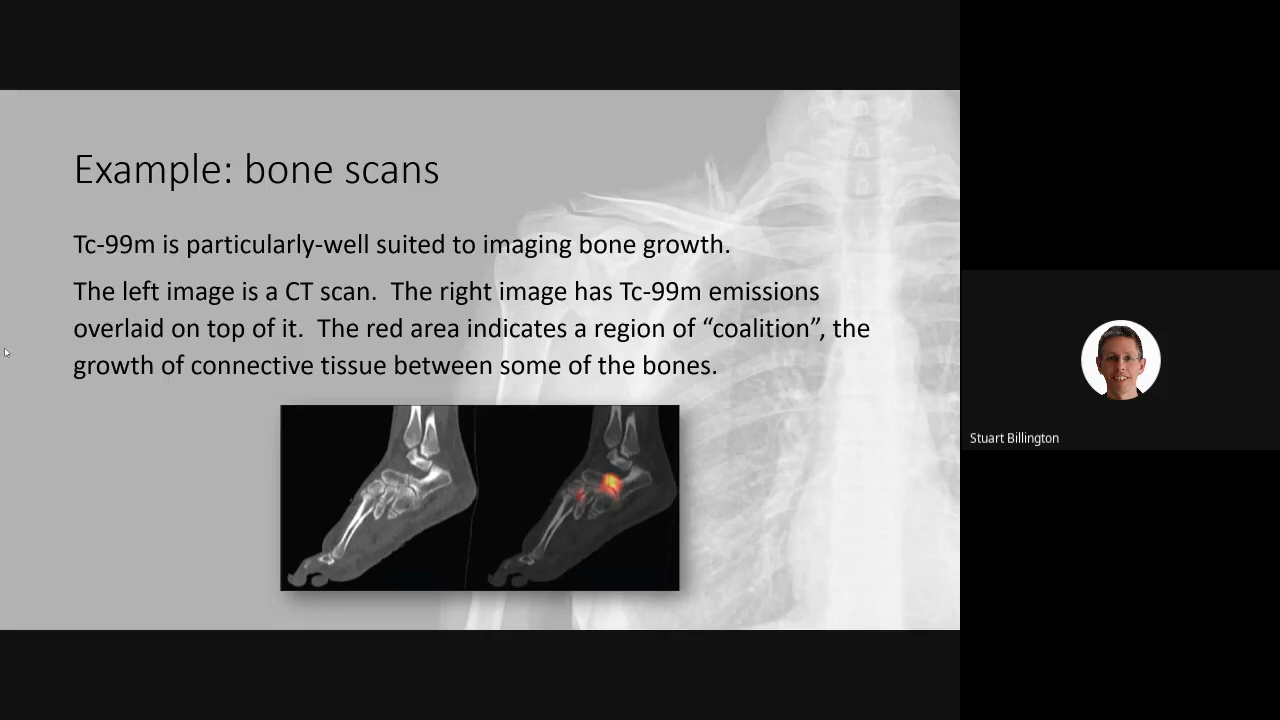 Example: bone scans
Tc-99m is particularly-well suited to imaging bone growth.
The left image is a CT scan.  The right image has Tc-99m emissions
overlaid on top of it.  The red area indicates a region of “coalition”, the
growth of connective tissue between some of the bones.
Stuart Billington